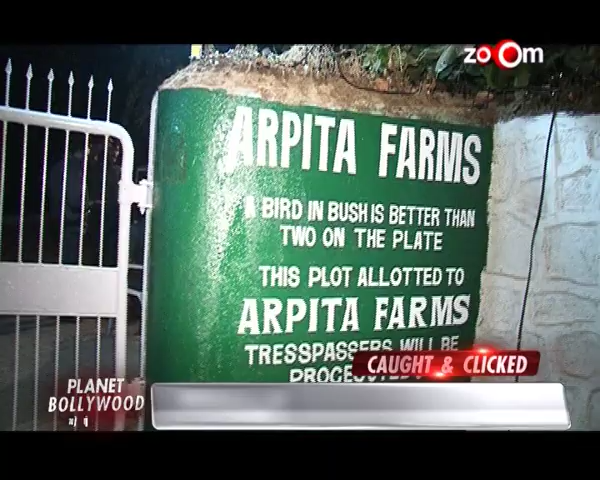 zoom
ARPITA FARMS
A BIRD IN BUSH IS BETTER THAN
TWO ON THE PLATE
THIS PLOT ALLOTTED TO
ARPITA FARMS
TRESSPASSERS WILL BE
CAUGHT & CLICKED
PLANET
BOLLYWOOD